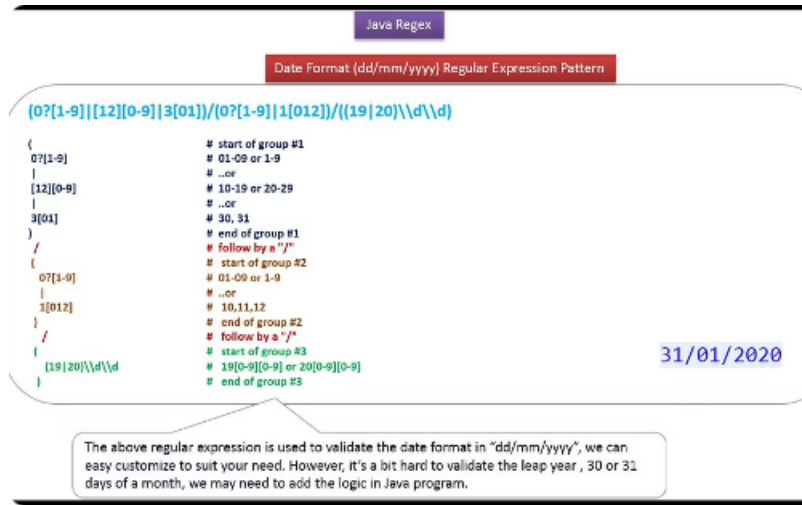 Java Regex
Date Format (dd/mm/yyyy) Regular Expression Pattern
(0?[1-9]|[12][0-9]|3[01])/(0?[1-9]|1[012])/((19|20)\\d\\d)
( # start of group #1
0?[1-9] # 01-09 or 1-9
| # ..or
[12][0-9] # 10-19 or 20-29
| # ..or
3[01] # 30, 31
) # end of group #1
/ # follow by a "/"
( # start of group #2
0?[1-9] # 01-09 or 1-9
| # ..or
1[012] # 10,11,12
) # end of group #2
/ # follow by a "/"
( # start of group #3
(19|20)\\d\\d # 19[0-9][0-9] or 20[0-9][0-9]
) # end of group #3
31/01/2020
The above regular expression is used to validate the date format in “dd/mm/yyyy”, we can
easy customize to suit your need. However, it's a bit hard to validate the leap year , 30 or 31
days of a month, we may need to add the logic in Java program.